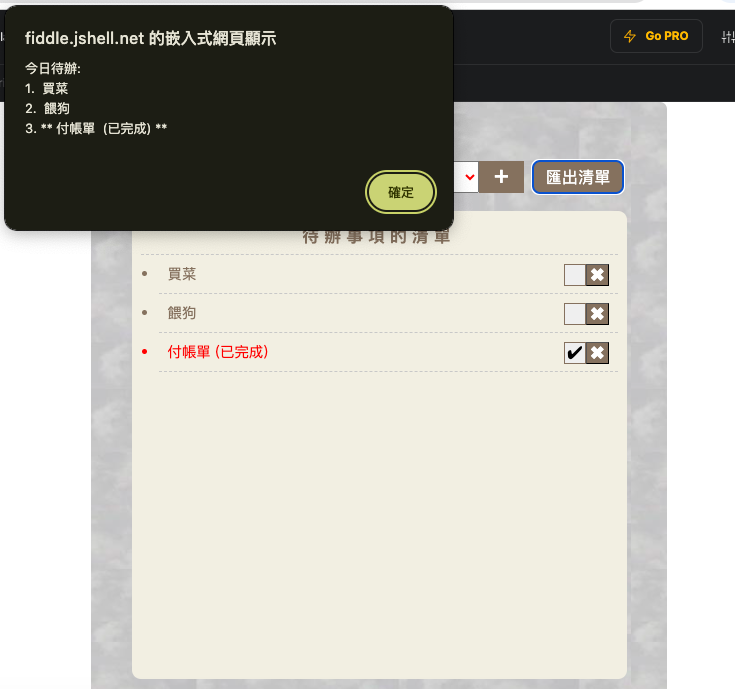 fiddle.jshell.net 的嵌入式網頁顯示
今日待辦:
1. 買菜
2. 餵狗
3. ** 付帳單 (已完成) **
確定
Go PRO
匯出清單
待辦事項的清單
買菜
餵狗
付帳單 (已完成)